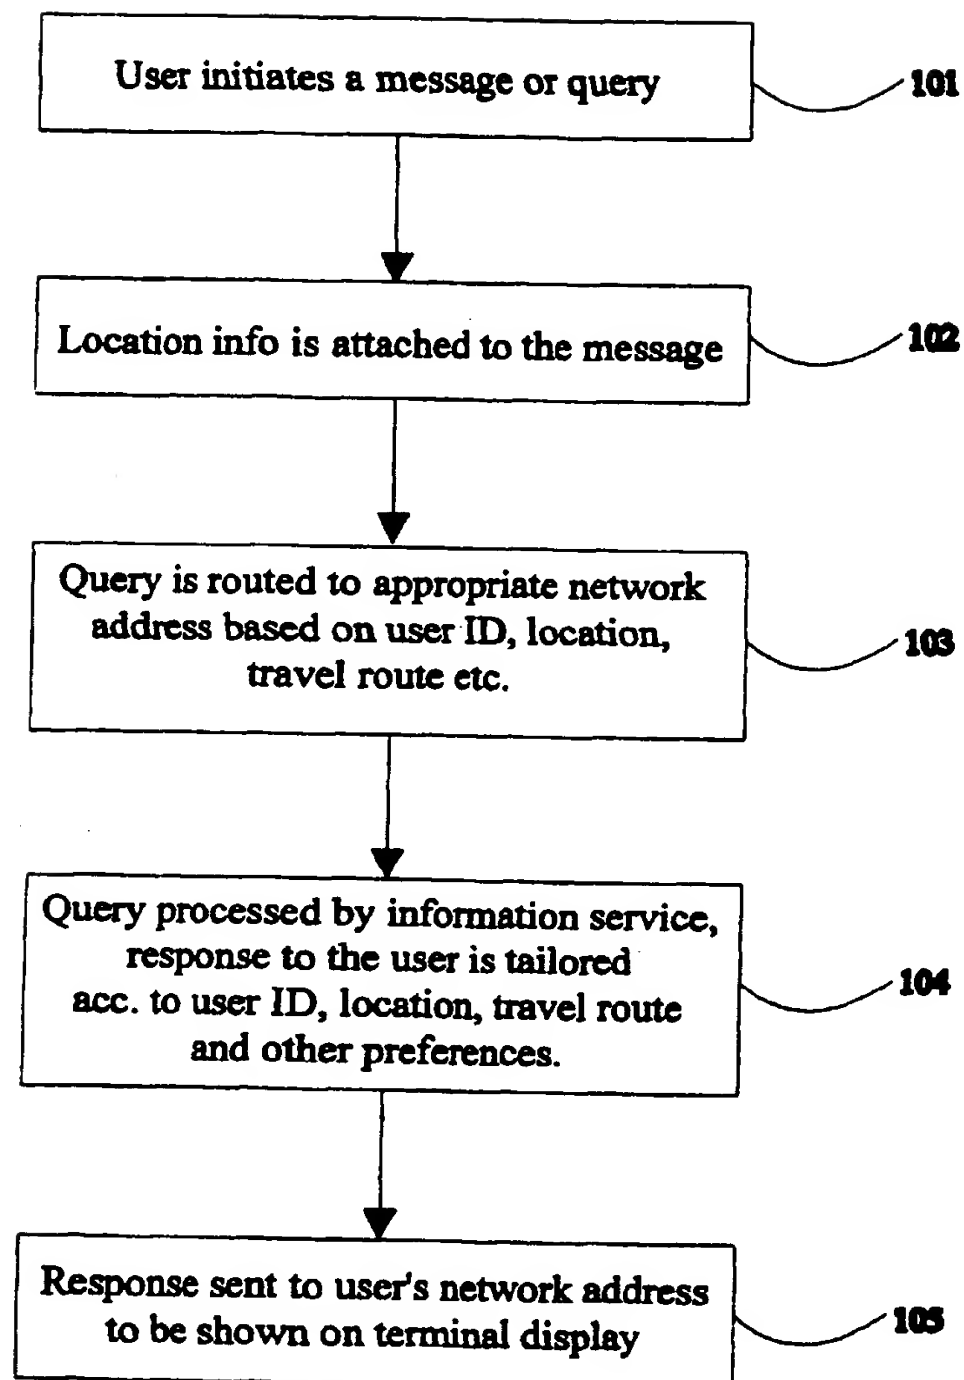 User initiates a message or query
101
Location info is attached to the message
102
Query is routed to appropriate network
address based on user ID, location,
travel route etc.
103
Query processed by information service,
response to the user is tailored
acc. to user ID, location, travel route
and other preferences.
104
Response sent to user's network address
to be shown on terminal display
105